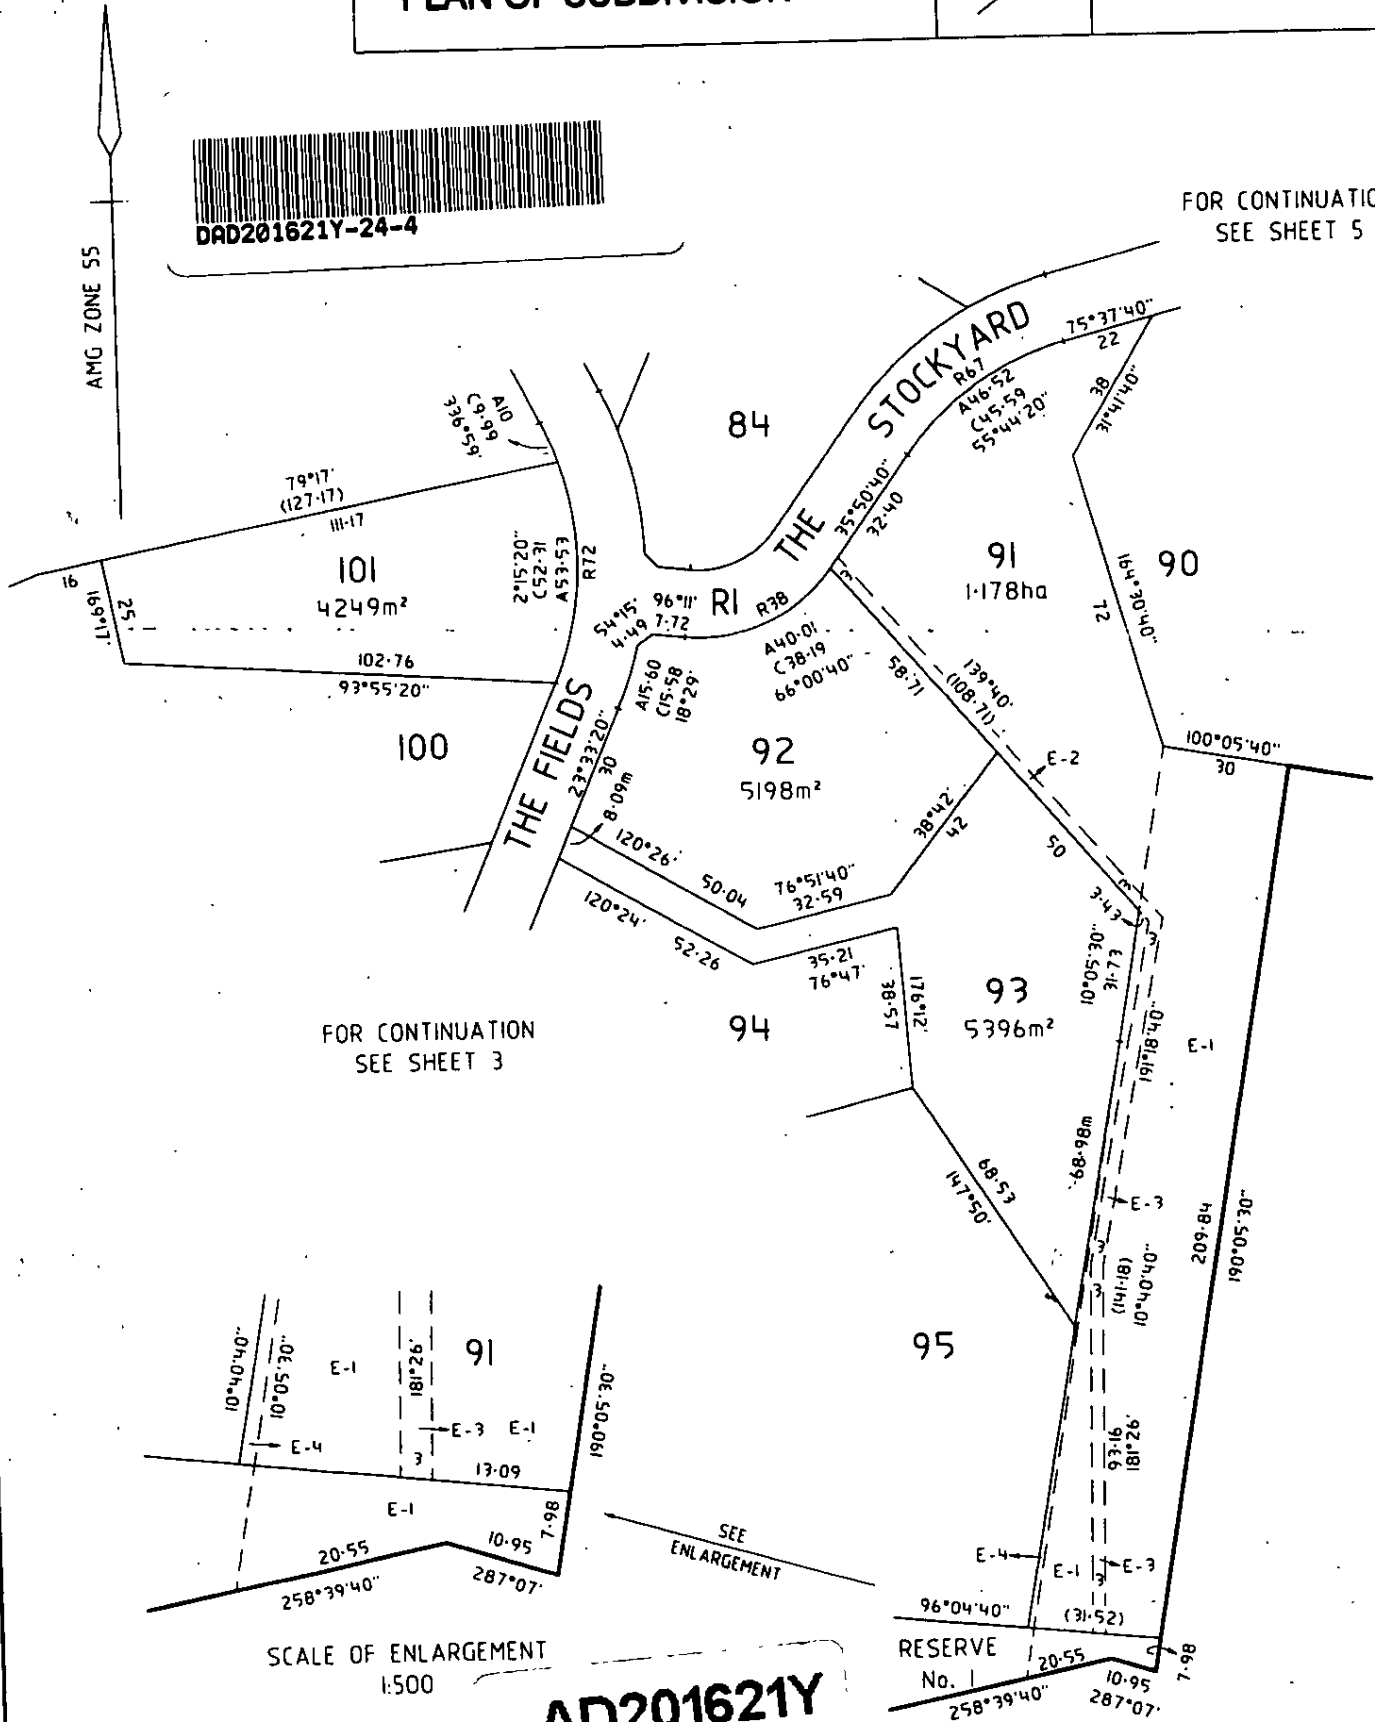 PLAN OF SUBDIVISION
DAD201621Y-24-4
AMG ZONE 55
FOR CONTINUATIO
SEE SHEET 5
THE STOCKYARD
75°37'40"
22
R67
A46·52
C45·59
55°44'20"
38
31°41'40"
A10
C9·99
336°59'
84
79°17'
(127·17)
111·17
35°50'40"
32·40
101
4249m²
16
169°17'
25
2°15'20"
C52·31
A53·53
R72
91
1·178ha
90
164°30'40"
72
54°15'
4·49
96°11'
7·72
R1
R38
A40·01
C38·19
66°00'40"
3
102·76
93°55'20"
A15·60
C15·58
18°29'
58·71
139°40'
(108·71)
100
THE FIELDS
23°33'20"
30
8·09m
92
5198m²
100°05'40"
30
E-2
38°42'
42
50
120°26'
50·04
76°51'40"
32·59
3
3·43
3
120°24'
52·26
35·21
76°47'
176°12'
38·57
10°05'30"
31·73
93
5396m²
94
FOR CONTINUATION
SEE SHEET 3
191°18'40"
E-1
68·98m
68·53
147°50'
E-3
209·84
190°05'30"
3
3
(141·18)
10°40'40"
95
91
10°40'40"
10°05'30"
E-1
181°26'
190°05'30"
E-4
E-3
E-1
3
13·09
E-1
7·98
20·55
10·95
258°39'40"
287°07'
SEE
ENLARGEMENT
93·16
181°26'
E-4
E-1
3
E-3
96°04'40"
(31·52)
SCALE OF ENLARGEMENT
1:500
RESERVE
No. 1
20·55
10·95
7·98
258°39'40"
287°07'
AD201621Y